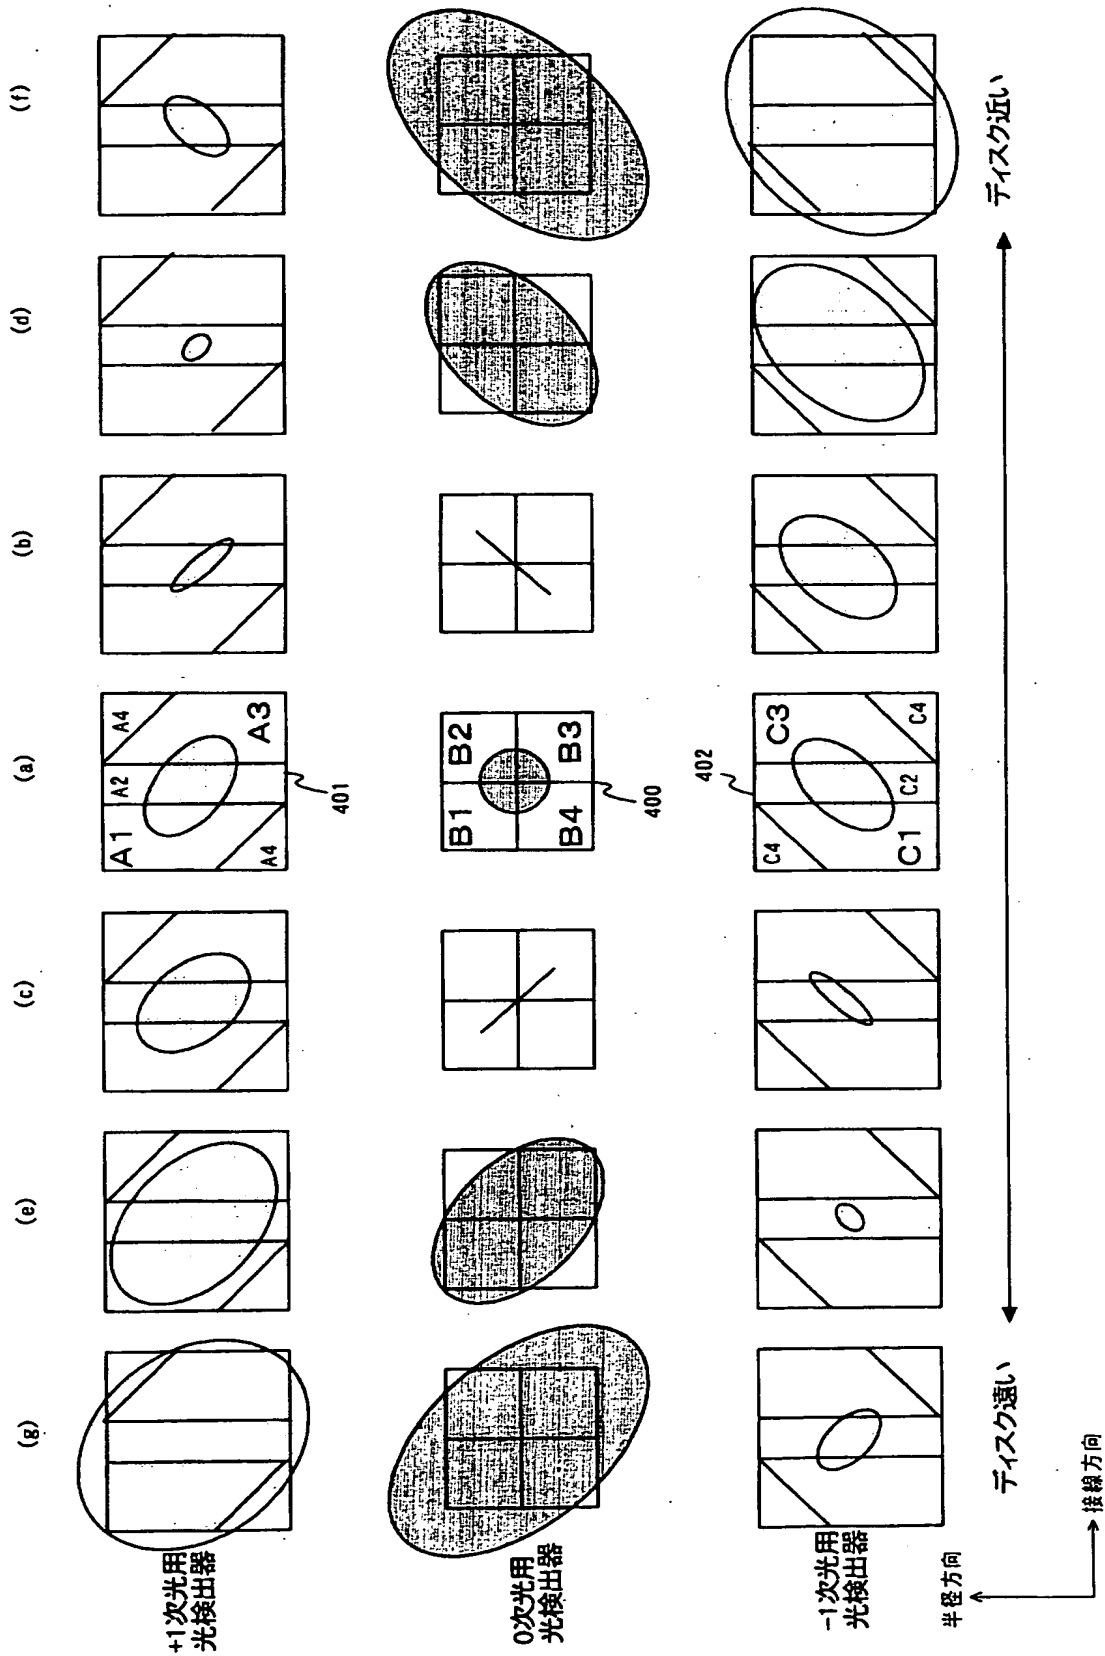 (g)
(e)
(c)
(a)
(b)
(d)
(f)
+1次光用
光検出器
A1
A2
A4
A3
A4
401
0次光用
光検出器
B1
B2
B4
B3
400
-1次光用
光検出器
402
C4
C3
C1
C2
C4
ディスク遠い
ディスク近い
半径方向
接線方向